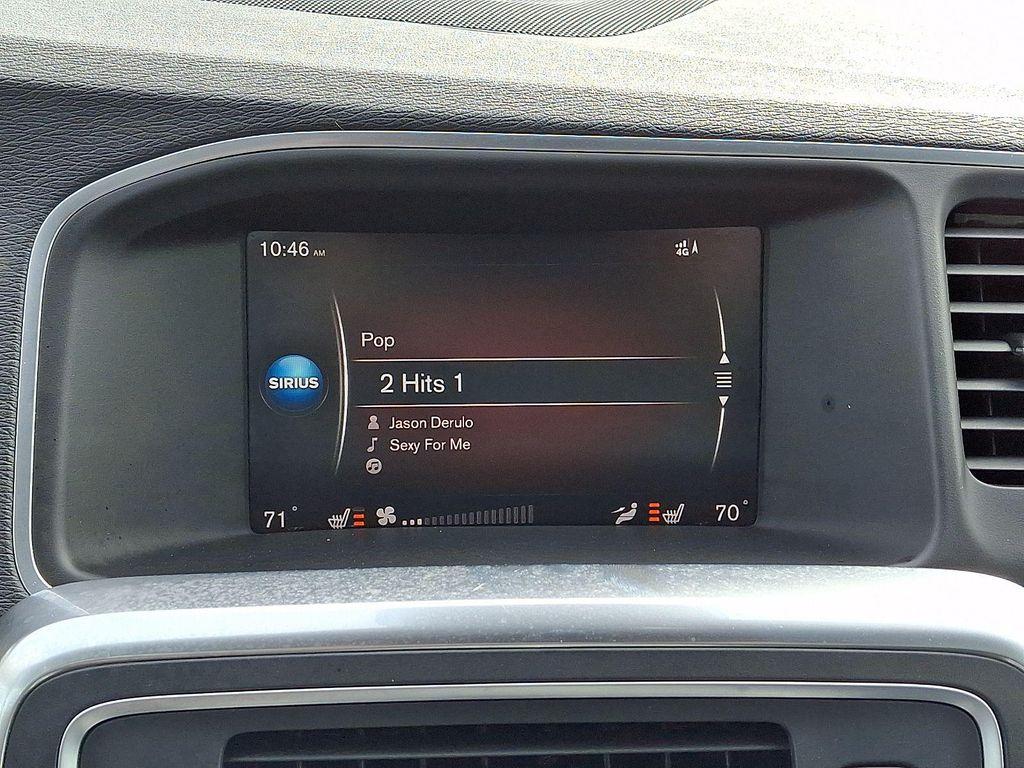 10:46 AM
4G
Pop
SIRIUS
2 Hits 1
Jason Derulo
Sexy For Me
71°
70°